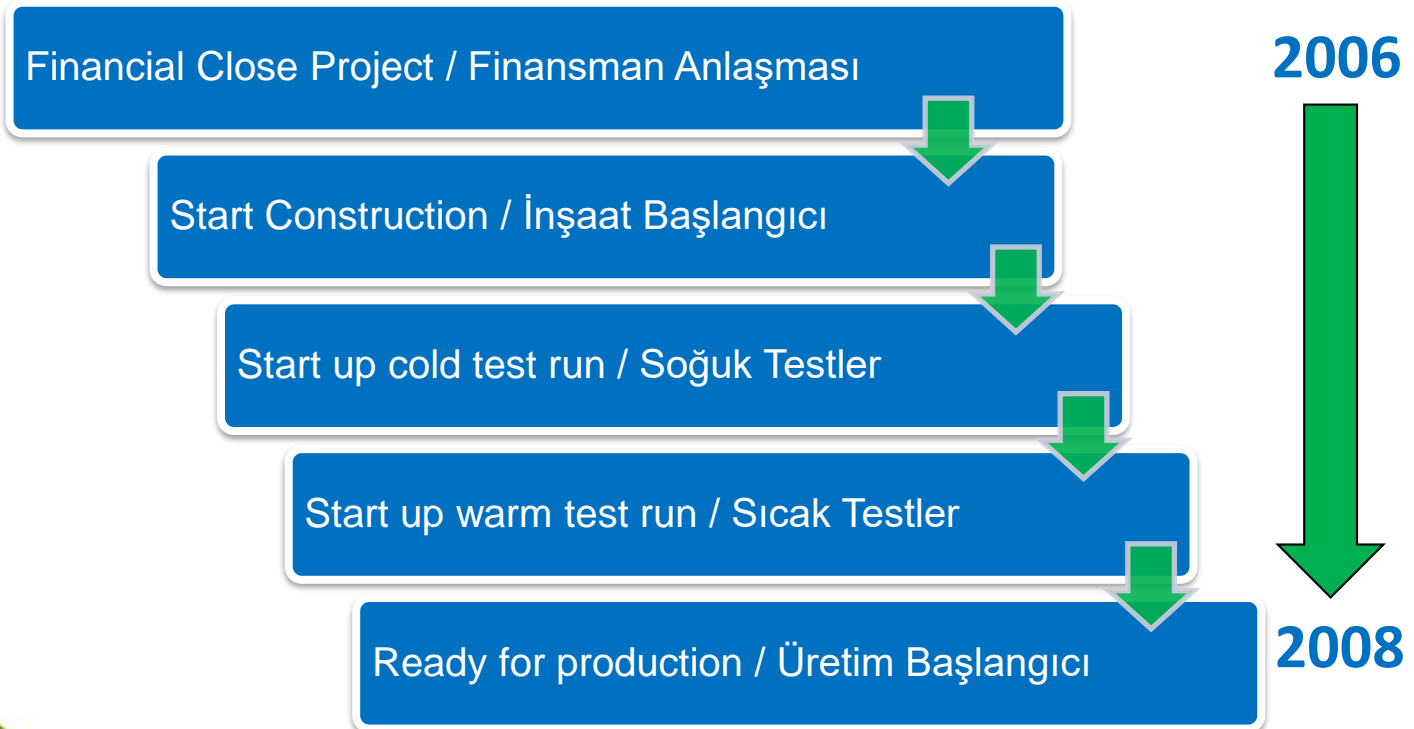 Financial Close Project / Finansman Anlaşması
2006
Start Construction / İnşaat Başlangıcı
Start up cold test run / Soğuk Testler
Start up warm test run / Sıcak Testler
Ready for production / Üretim Başlangıcı
2008